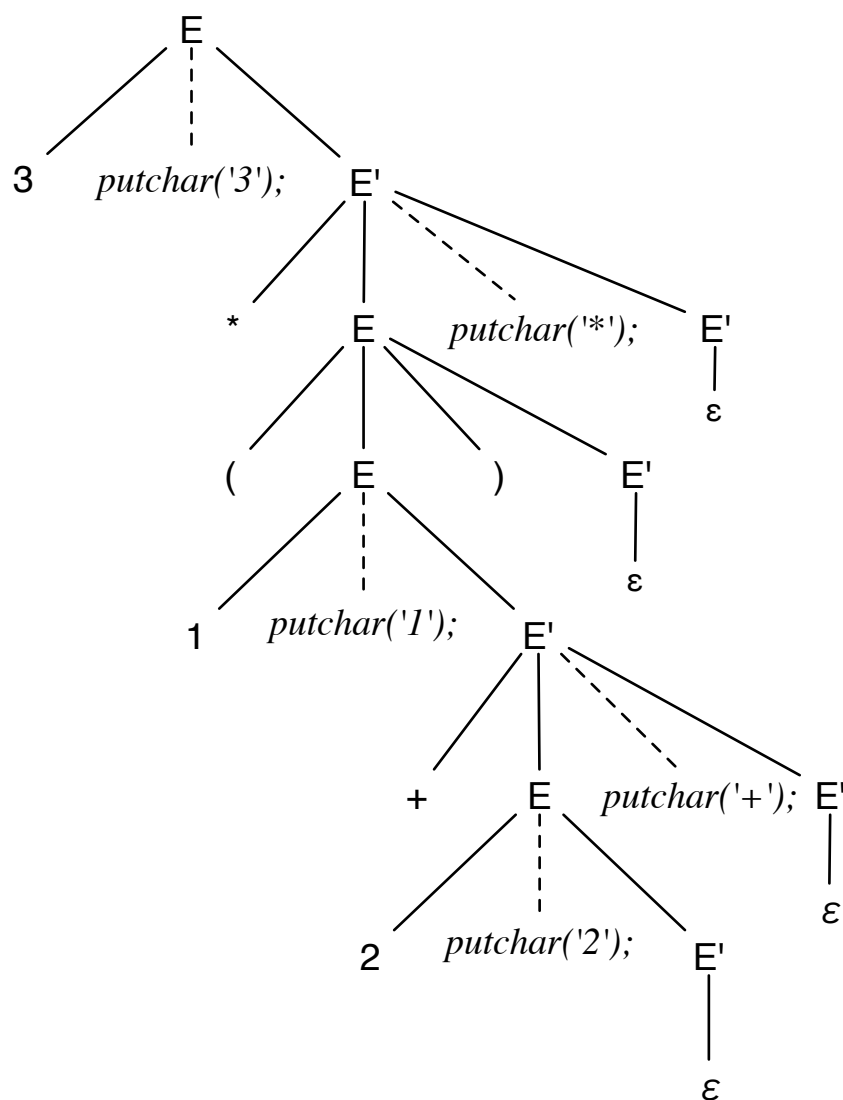 E
3 putchar('3'); E'
* E putchar('*'); E'
ε
( E ) E'
ε
1 putchar('1'); E'
+ E putchar('+'); E'
ε
2 putchar('2'); E'
ε